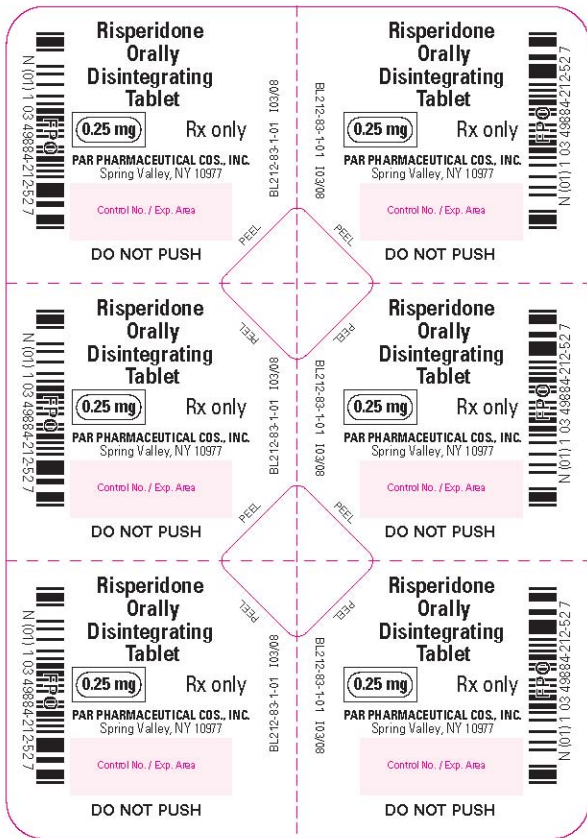 Risperidone
Orally
Disintegrating
Tablet
0.25 mg Rx only
PAR PHARMACEUTICAL COS., INC.
Spring Valley, NY 10977
Control No. / Exp. Area
DO NOT PUSH
N (01) 1 03 49884-212-52 7
FPO
BL212-83-1-01 I03/08
PEEL
Risperidone
Orally
Disintegrating
Tablet
0.25 mg Rx only
PAR PHARMACEUTICAL COS., INC.
Spring Valley, NY 10977
Control No. / Exp. Area
DO NOT PUSH
N (01) 1 03 49884-212-52 7
FPO
BL212-83-1-01 I03/08
PEEL
Risperidone
Orally
Disintegrating
Tablet
0.25 mg Rx only
PAR PHARMACEUTICAL COS., INC.
Spring Valley, NY 10977
Control No. / Exp. Area
DO NOT PUSH
N (01) 1 03 49884-212-52 7
FPO
BL212-83-1-01 I03/08
PEEL
PEEL
Risperidone
Orally
Disintegrating
Tablet
0.25 mg Rx only
PAR PHARMACEUTICAL COS., INC.
Spring Valley, NY 10977
Control No. / Exp. Area
DO NOT PUSH
N (01) 1 03 49884-212-52 7
FPO
BL212-83-1-01 I03/08
PEEL
PEEL
Risperidone
Orally
Disintegrating
Tablet
0.25 mg Rx only
PAR PHARMACEUTICAL COS., INC.
Spring Valley, NY 10977
Control No. / Exp. Area
DO NOT PUSH
N (01) 1 03 49884-212-52 7
FPO
BL212-83-1-01 I03/08
PEEL
Risperidone
Orally
Disintegrating
Tablet
0.25 mg Rx only
PAR PHARMACEUTICAL COS., INC.
Spring Valley, NY 10977
Control No. / Exp. Area
DO NOT PUSH
N (01) 1 03 49884-212-52 7
FPO
BL212-83-1-01 I03/08
PEEL